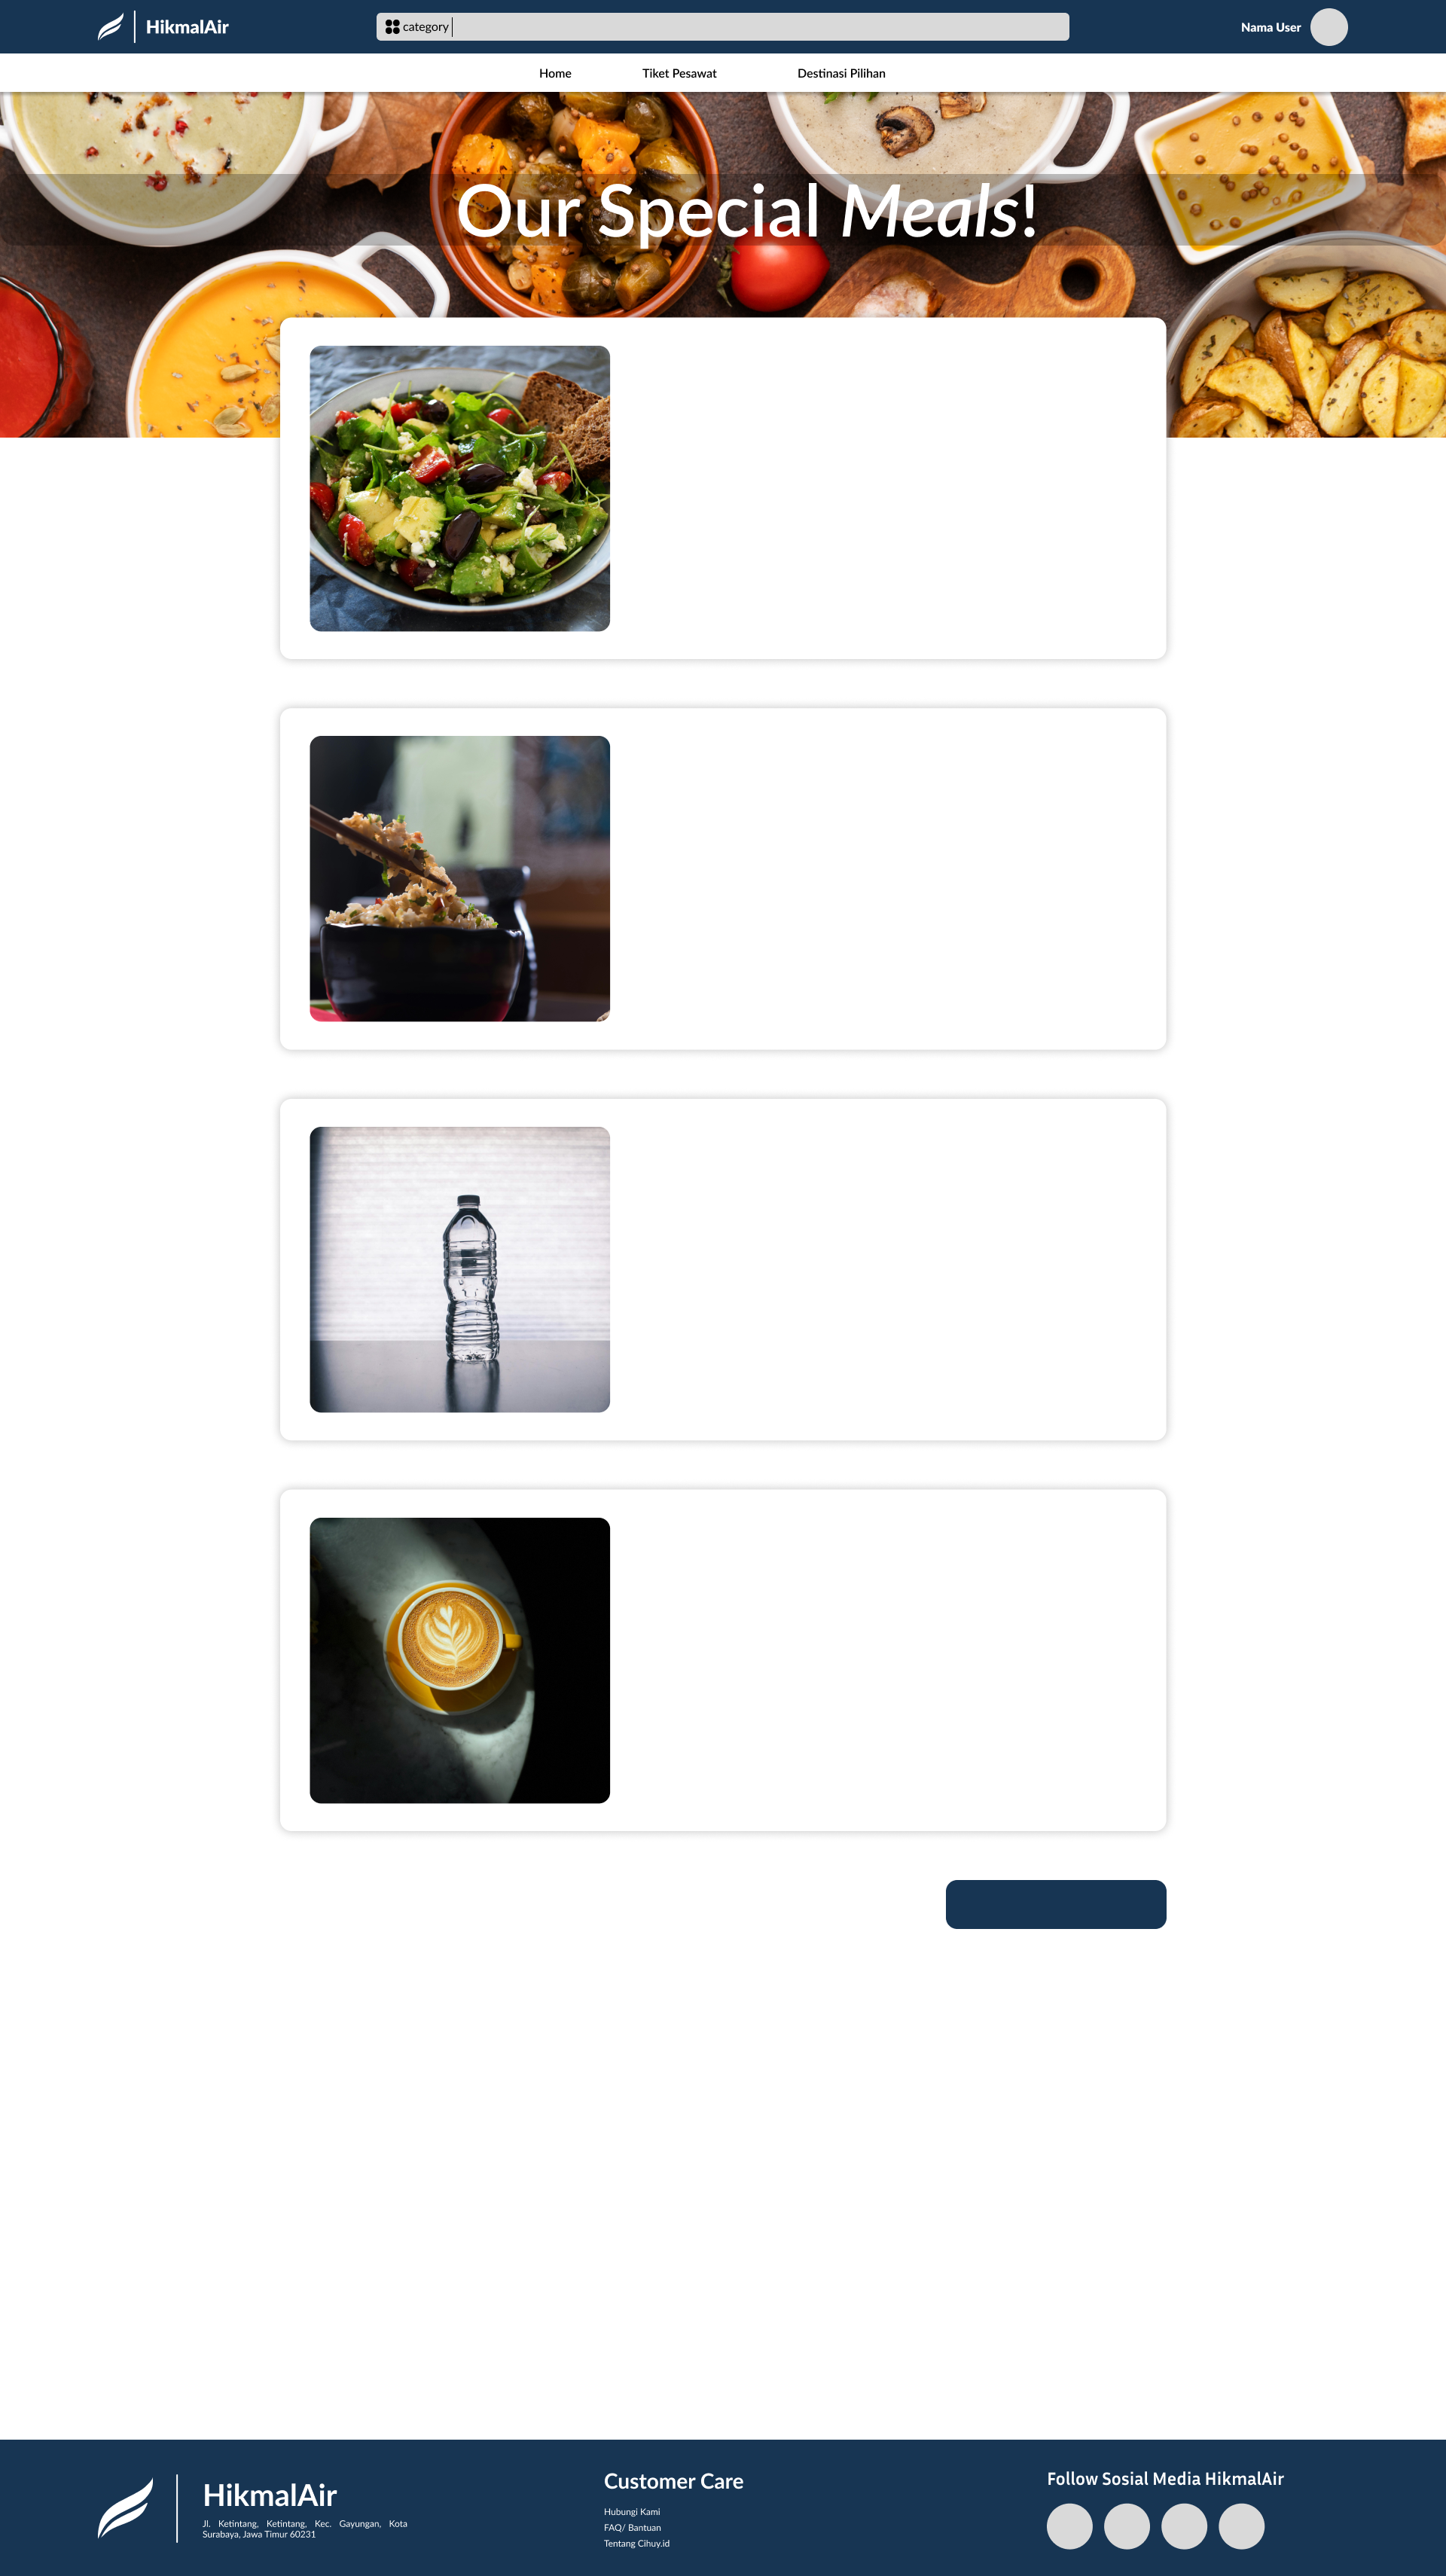 HikmalAir
category
Nama User
Home
Tiket Pesawat
Destinasi Pilihan
Our Special Meals!
HikmalAir
Jl. Ketintang, Ketintang, Kec. Gayungan, Kota
Surabaya, Jawa Timur 60231
Customer Care
Hubungi Kami
FAQ/ Bantuan
Tentang Cihuy.id
Follow Sosial Media HikmalAir